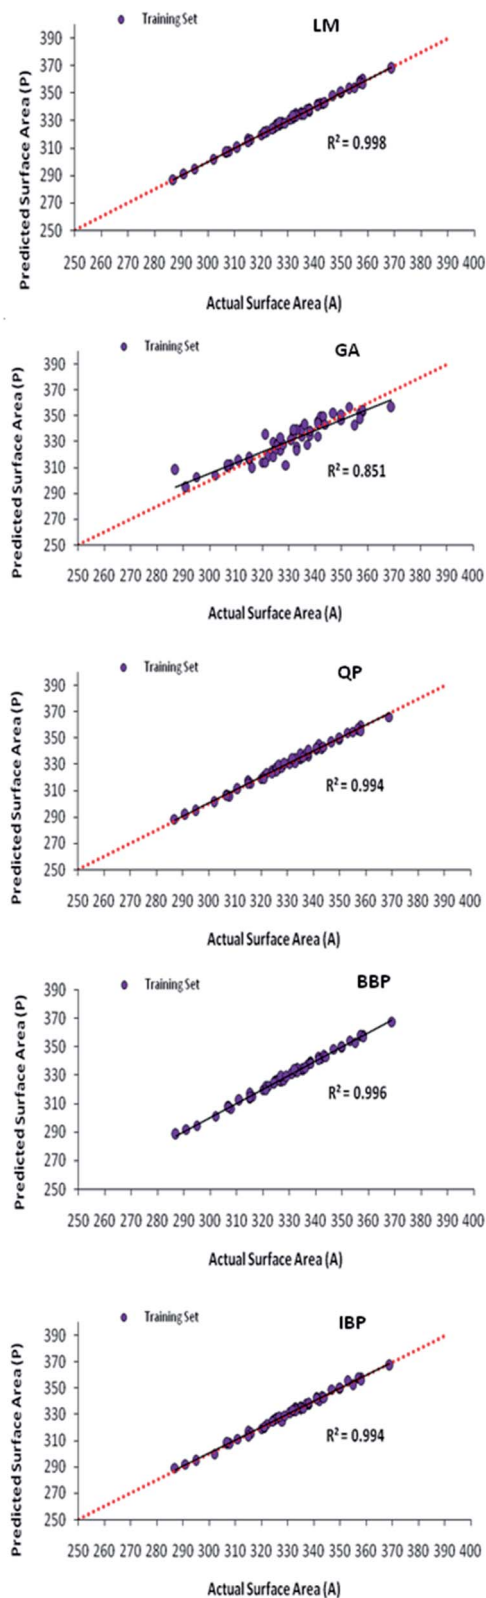 Training Set
LM
390
370
350
330
310
290
270
250
R² = 0.998
Predicted Surface Area (P)
250 260 270 280 290 300 310 320 330 340 350 360 370 380 390 400
Actual Surface Area (A)
Training Set
GA
390
370
350
330
310
290
270
250
R² = 0.851
Predicted Surface Area (P)
250 260 270 280 290 300 310 320 330 340 350 360 370 380 390 400
Actual Surface Area (A)
Training Set
QP
390
370
350
330
310
290
270
250
R² = 0.994
Predicted Surface Area (P)
250 260 270 280 290 300 310 320 330 340 350 360 370 380 390 400
Actual Surface Area (A)
Training Set
BBP
390
370
350
330
310
290
270
250
R² = 0.996
Predicted Surface Area (P)
250 260 270 280 290 300 310 320 330 340 350 360 370 380 390 400
Actual Surface Area (A)
Training Set
IBP
390
370
350
330
310
290
270
250
R² = 0.994
Predicted Surface Area (P)
250 260 270 280 290 300 310 320 330 340 350 360 370 380 390 400
Actual Surface Area (A)